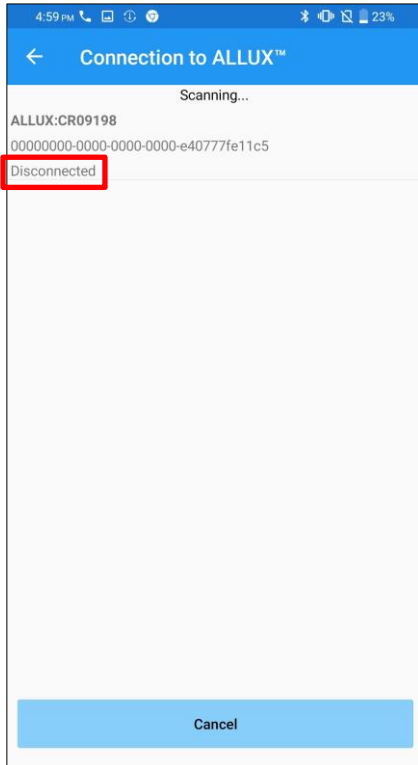 4:59 PM 23%
Connection to ALLUX™
Scanning...
ALLUX:CR09198
00000000-0000-0000-0000-e40777fe11c5
Disconnected
Cancel